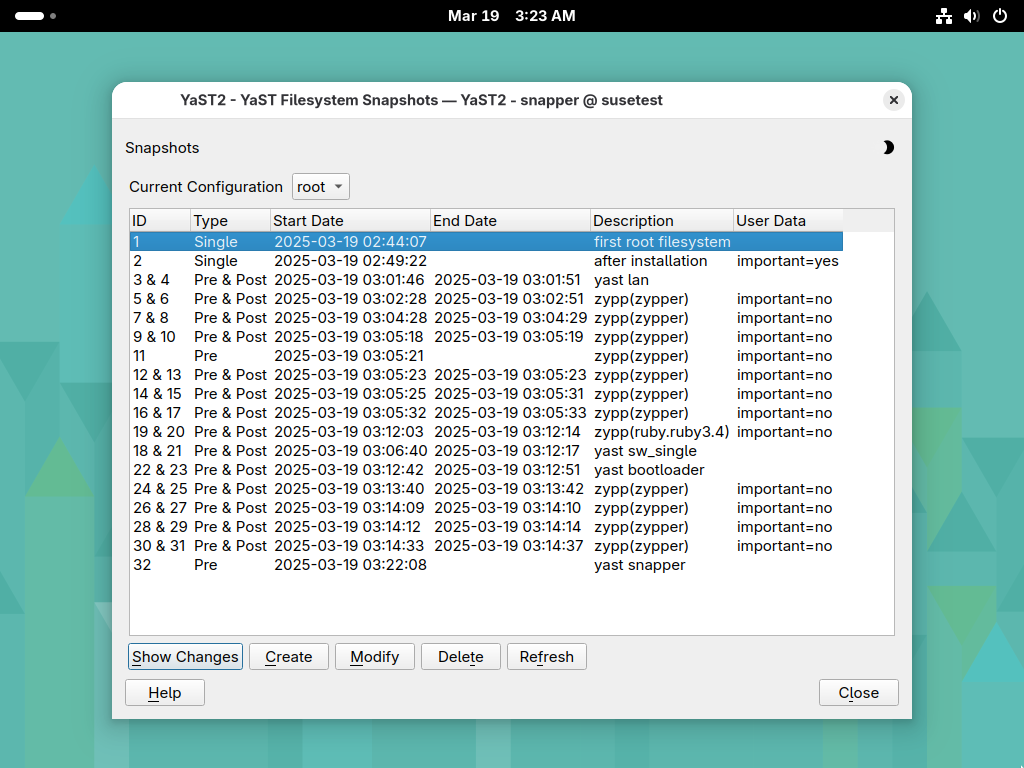 Mar 19 3:23 AM
YaST2 - YaST Filesystem Snapshots — YaST2 - snapper @ susetest
Snapshots
Current Configuration root
ID Type Start Date End Date Description User Data
1 Single 2025-03-19 02:44:07 first root filesystem
2 Single 2025-03-19 02:49:22 after installation important=yes
3 & 4 Pre & Post 2025-03-19 03:01:46 2025-03-19 03:01:51 yast lan
5 & 6 Pre & Post 2025-03-19 03:02:28 2025-03-19 03:02:51 zypp(zypper) important=no
7 & 8 Pre & Post 2025-03-19 03:04:28 2025-03-19 03:04:29 zypp(zypper) important=no
9 & 10 Pre & Post 2025-03-19 03:05:18 2025-03-19 03:05:19 zypp(zypper) important=no
11 Pre 2025-03-19 03:05:21 zypp(zypper) important=no
12 & 13 Pre & Post 2025-03-19 03:05:23 2025-03-19 03:05:23 zypp(zypper) important=no
14 & 15 Pre & Post 2025-03-19 03:05:25 2025-03-19 03:05:31 zypp(zypper) important=no
16 & 17 Pre & Post 2025-03-19 03:05:32 2025-03-19 03:05:33 zypp(zypper) important=no
19 & 20 Pre & Post 2025-03-19 03:12:03 2025-03-19 03:12:14 zypp(ruby.ruby3.4) important=no
18 & 21 Pre & Post 2025-03-19 03:06:40 2025-03-19 03:12:17 yast sw_single
22 & 23 Pre & Post 2025-03-19 03:12:42 2025-03-19 03:12:51 yast bootloader
24 & 25 Pre & Post 2025-03-19 03:13:40 2025-03-19 03:13:42 zypp(zypper) important=no
26 & 27 Pre & Post 2025-03-19 03:14:09 2025-03-19 03:14:10 zypp(zypper) important=no
28 & 29 Pre & Post 2025-03-19 03:14:12 2025-03-19 03:14:14 zypp(zypper) important=no
30 & 31 Pre & Post 2025-03-19 03:14:33 2025-03-19 03:14:37 zypp(zypper) important=no
32 Pre 2025-03-19 03:22:08 yast snapper
Show Changes Create Modify Delete Refresh
Help Close